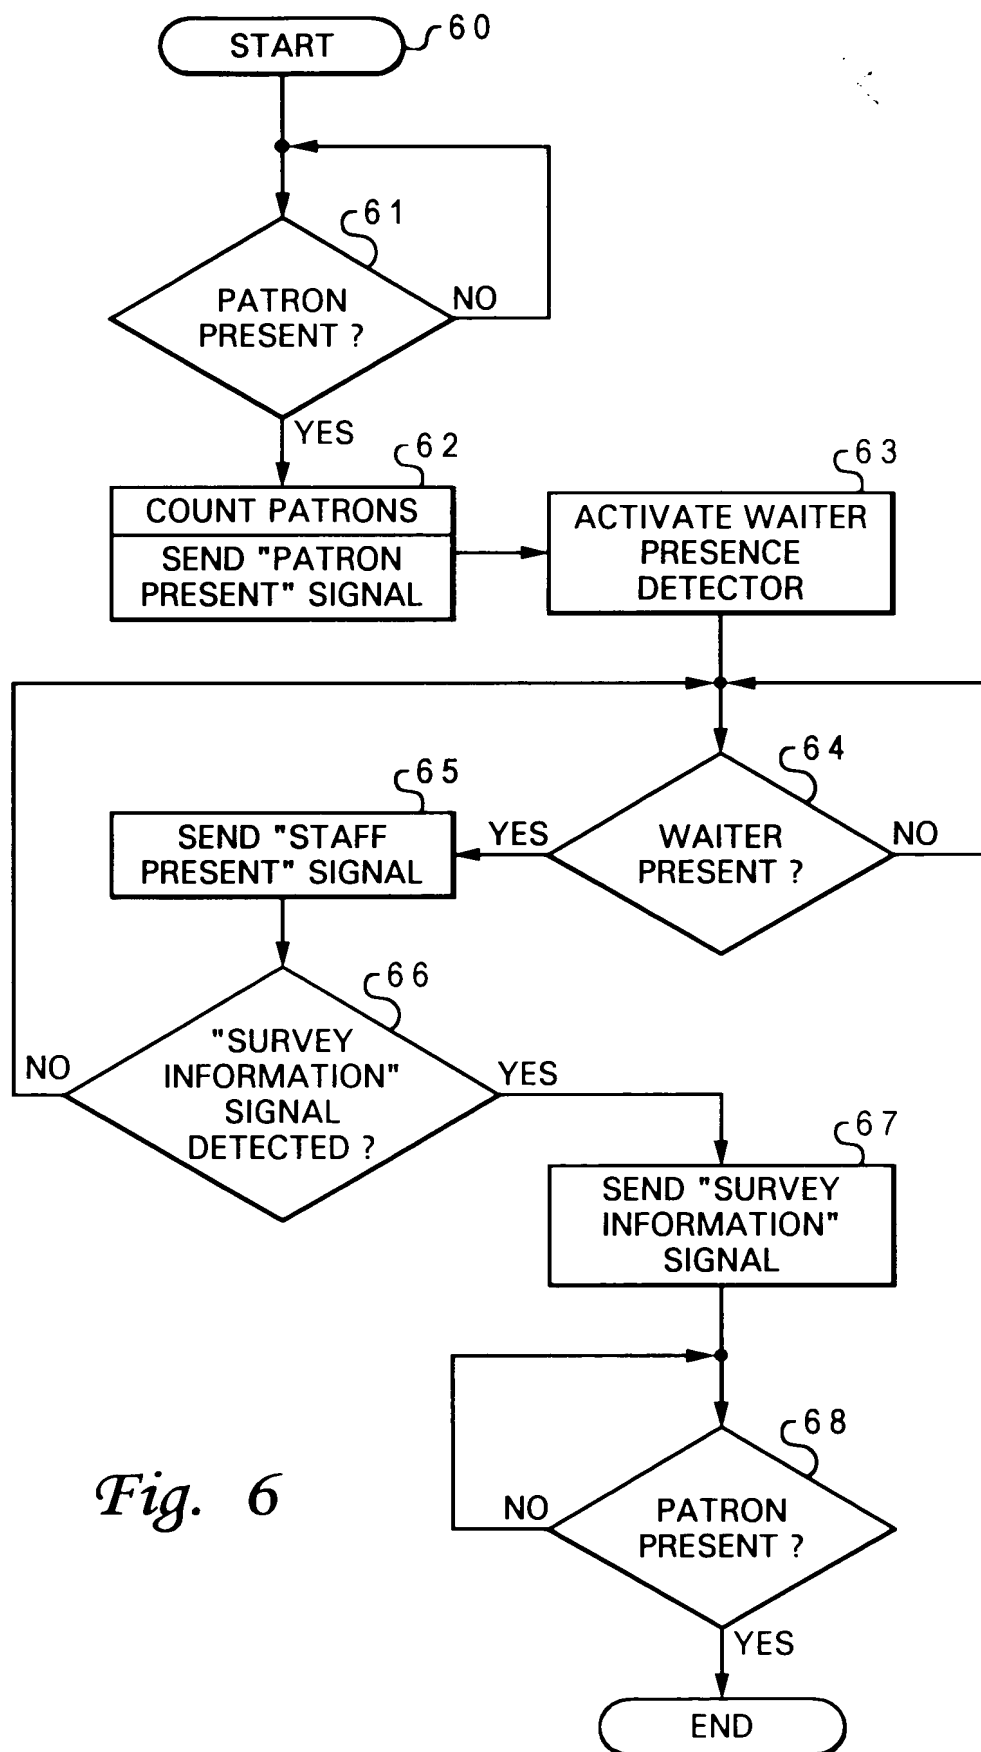 START
60
61
PATRON
PRESENT ?
NO
YES
62
COUNT PATRONS
SEND "PATRON
PRESENT" SIGNAL
63
ACTIVATE WAITER
PRESENCE
DETECTOR
64
WAITER
PRESENT ?
YES
NO
65
SEND "STAFF
PRESENT" SIGNAL
66
"SURVEY
INFORMATION"
SIGNAL
DETECTED ?
NO
YES
67
SEND "SURVEY
INFORMATION"
SIGNAL
68
PATRON
PRESENT ?
NO
YES
END
Fig. 6